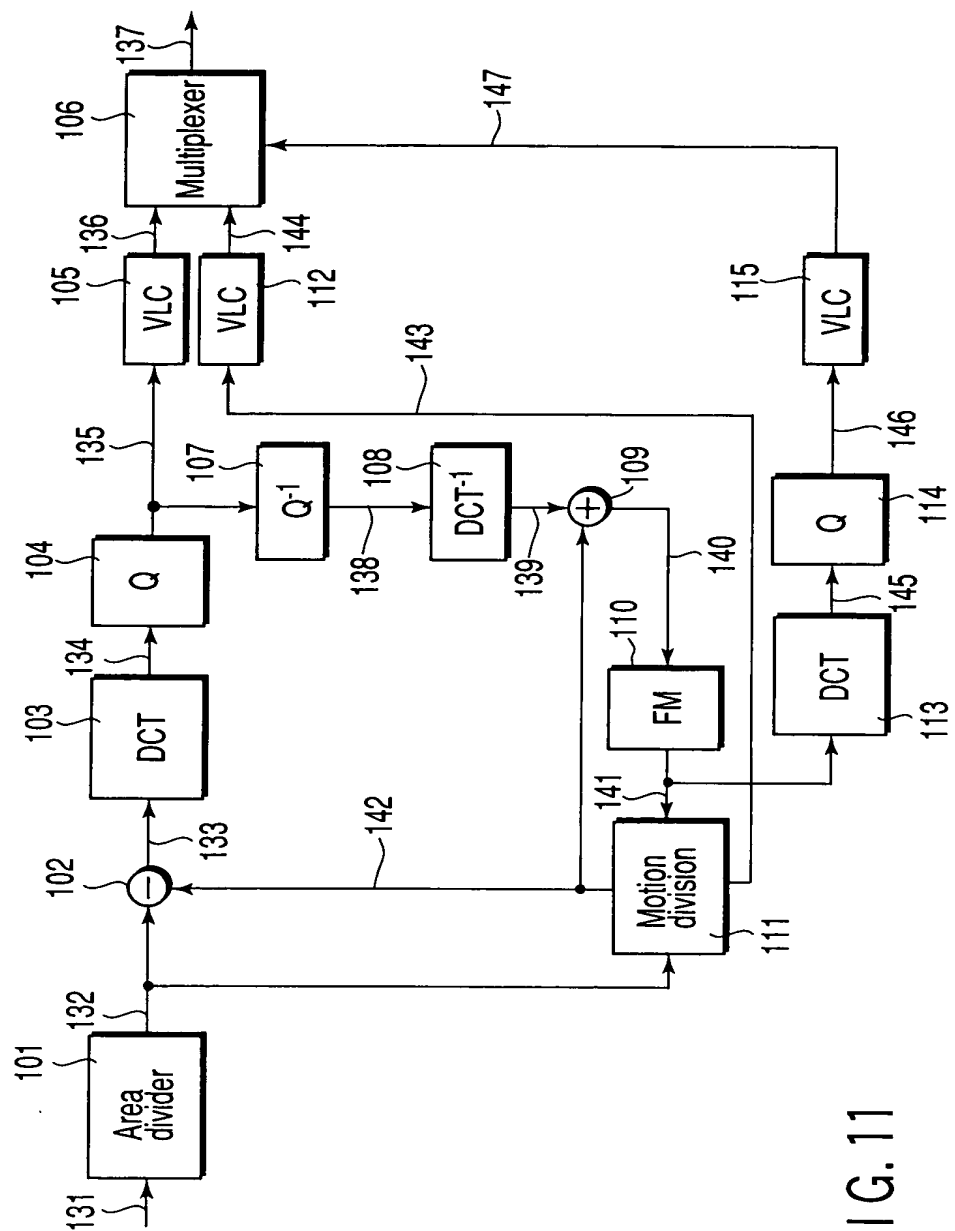 131
101
Area
divider
132
102
-
133
103
DCT
134
104
Q
135
105
VLC
136
106
Multiplexer
137
VLC
112
144
107
Q-1
138
108
DCT-1
139
+
109
140
110
FM
141
142
143
Motion
division
111
113
DCT
145
Q
114
146
115
VLC
147
IG. 11